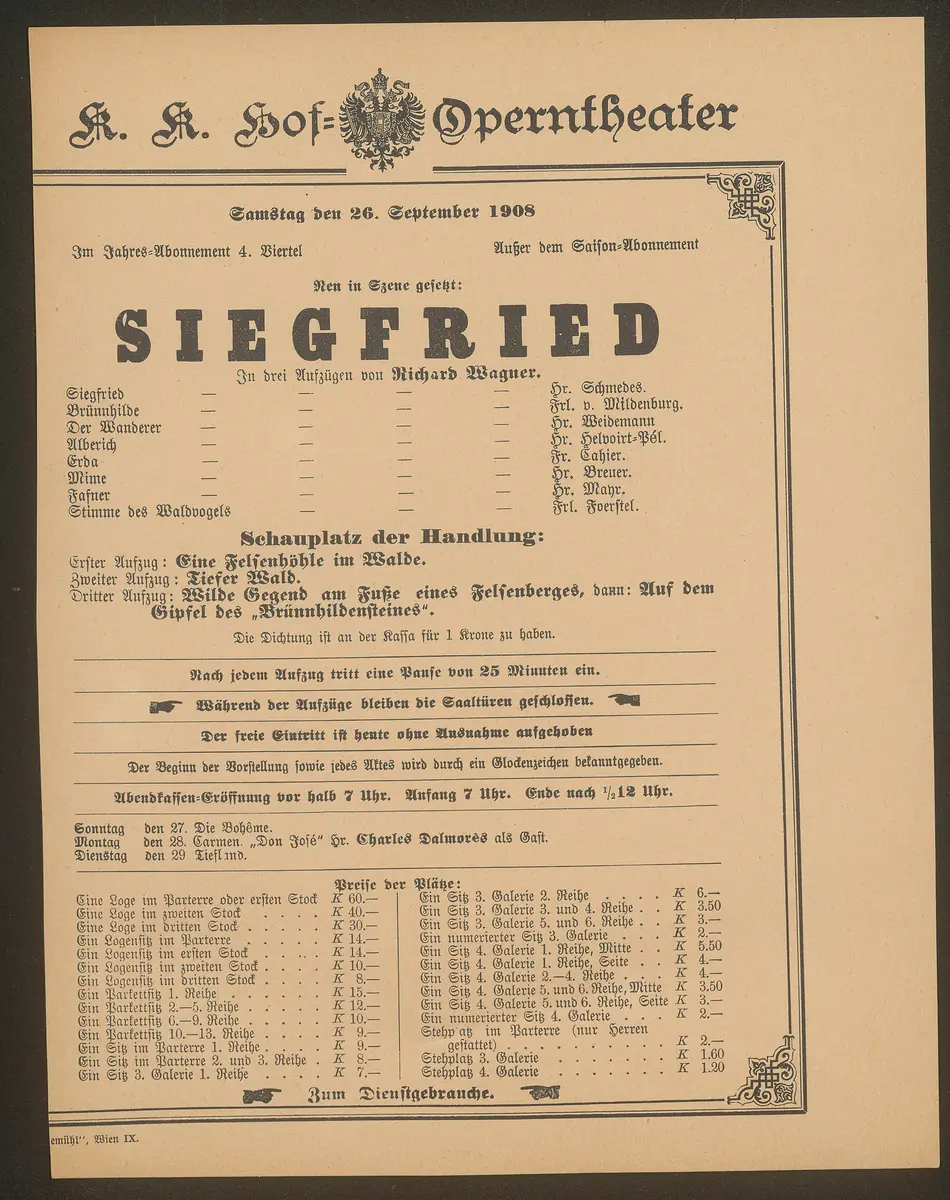 K. K. Hof=Operntheater
Samstag den 26. September 1908
Im Jahres=Abonnement 4. Viertel
Außer dem Saison=Abonnement
Neu in Szene gesetzt:
SIEGFRIED
In drei Aufzügen von Richard Wagner.
Siegfried — — — — Hr. Schmedes.
Brünnhilde — — — — Frl. v. Mildenburg.
Der Wanderer — — — — Hr. Weidemann
Alberich — — — — Hr. Helvoirt=Pél.
Erda — — — — Fr. Cahier.
Mime — — — — Hr. Breuer.
Fafner — — — — Hr. Mayr.
Stimme des Waldvogels — — — Frl. Foerstel.
Schauplatz der Handlung:
Erster Aufzug: Eine Felsenhöhle im Walde.
Zweiter Aufzug: Tiefer Wald.
Dritter Aufzug: Wilde Gegend am Fuße eines Felsenberges, dann: Auf dem
Gipfel des „Brünnhildensteines“.
Die Dichtung ist an der Kassa für 1 Krone zu haben.
Nach jedem Aufzug tritt eine Pause von 25 Minuten ein.
Während der Aufzüge bleiben die Saaltüren geschlossen.
Der freie Eintritt ist heute ohne Ausnahme aufgehoben
Der Beginn der Vorstellung sowie jedes Aktes wird durch ein Glockenzeichen bekanntgegeben.
Abendkassen=Eröffnung vor halb 7 Uhr. Anfang 7 Uhr. Ende nach 1/2 12 Uhr.
Sonntag den 27. Die Bohême.
Montag den 28. Carmen. „Don José“ Hr. Charles Dalmorès als Gast.
Dienstag den 29 Tiefland.
Preise der Plätze:
Eine Loge im Parterre oder ersten Stock K 60.—
Eine Loge im zweiten Stock . . . . K 40.—
Eine Loge im dritten Stock . . . . . K 30.—
Ein Logensitz im Parterre . . . . . K 14.—
Ein Logensitz im ersten Stock . . . . K 14.—
Ein Logensitz im zweiten Stock . . . . K 10.—
Ein Logensitz im dritten Stock . . . . K 8.—
Ein Parkettsitz 1. Reihe . . . . . . K 15.—
Ein Parkettsitz 2.—5. Reihe . . . . . K 12.—
Ein Parkettsitz 6.—9. Reihe . . . . . K 10.—
Ein Parkettsitz 10.—13. Reihe . . . . K 9.—
Ein Sitz im Parterre 1. Reihe . . . . K 9.—
Ein Sitz im Parterre 2. und 3. Reihe . K 8.—
Ein Sitz 3. Galerie 1. Reihe . . . . K 7.—
Ein Sitz 3. Galerie 2. Reihe . . . . K 6.—
Ein Sitz 3. Galerie 3. und 4. Reihe . . K 3.50
Ein Sitz 3. Galerie 5. und 6. Reihe . . K 3.—
Ein numerierter Sitz 3. Galerie . . . K 2.—
Ein Sitz 4. Galerie 1. Reihe, Mitte . . K 5.50
Ein Sitz 4. Galerie 1. Reihe, Seite . . K 4.—
Ein Sitz 4. Galerie 2.—4. Reihe . . . K 4.—
Ein Sitz 4. Galerie 5. und 6. Reihe, Mitte K 3.50
Ein Sitz 4. Galerie 5. und 6. Reihe, Seite K 3.—
Ein numerierter Sitz 4. Galerie . . . K 2.—
Stehplatz im Parterre (nur Herren
gestattet) . . . . . . . . . . K 2.—
Stehplatz 3. Galerie . . . . . . . K 1.60
Stehplatz 4. Galerie . . . . . . . K 1.20
Zum Dienstgebrauche.
emühl“, Wien IX.